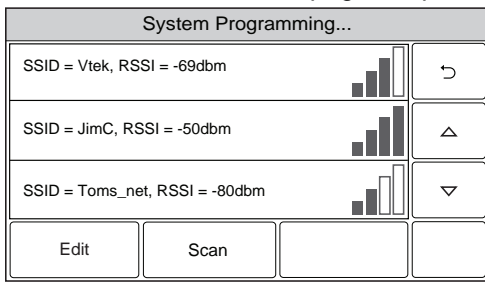 System Programming...
SSID = Vtek, RSSI = -69dbm
SSID = JimC, RSSI = -50dbm
SSID = Toms_net, RSSI = -80dbm
Edit Scan